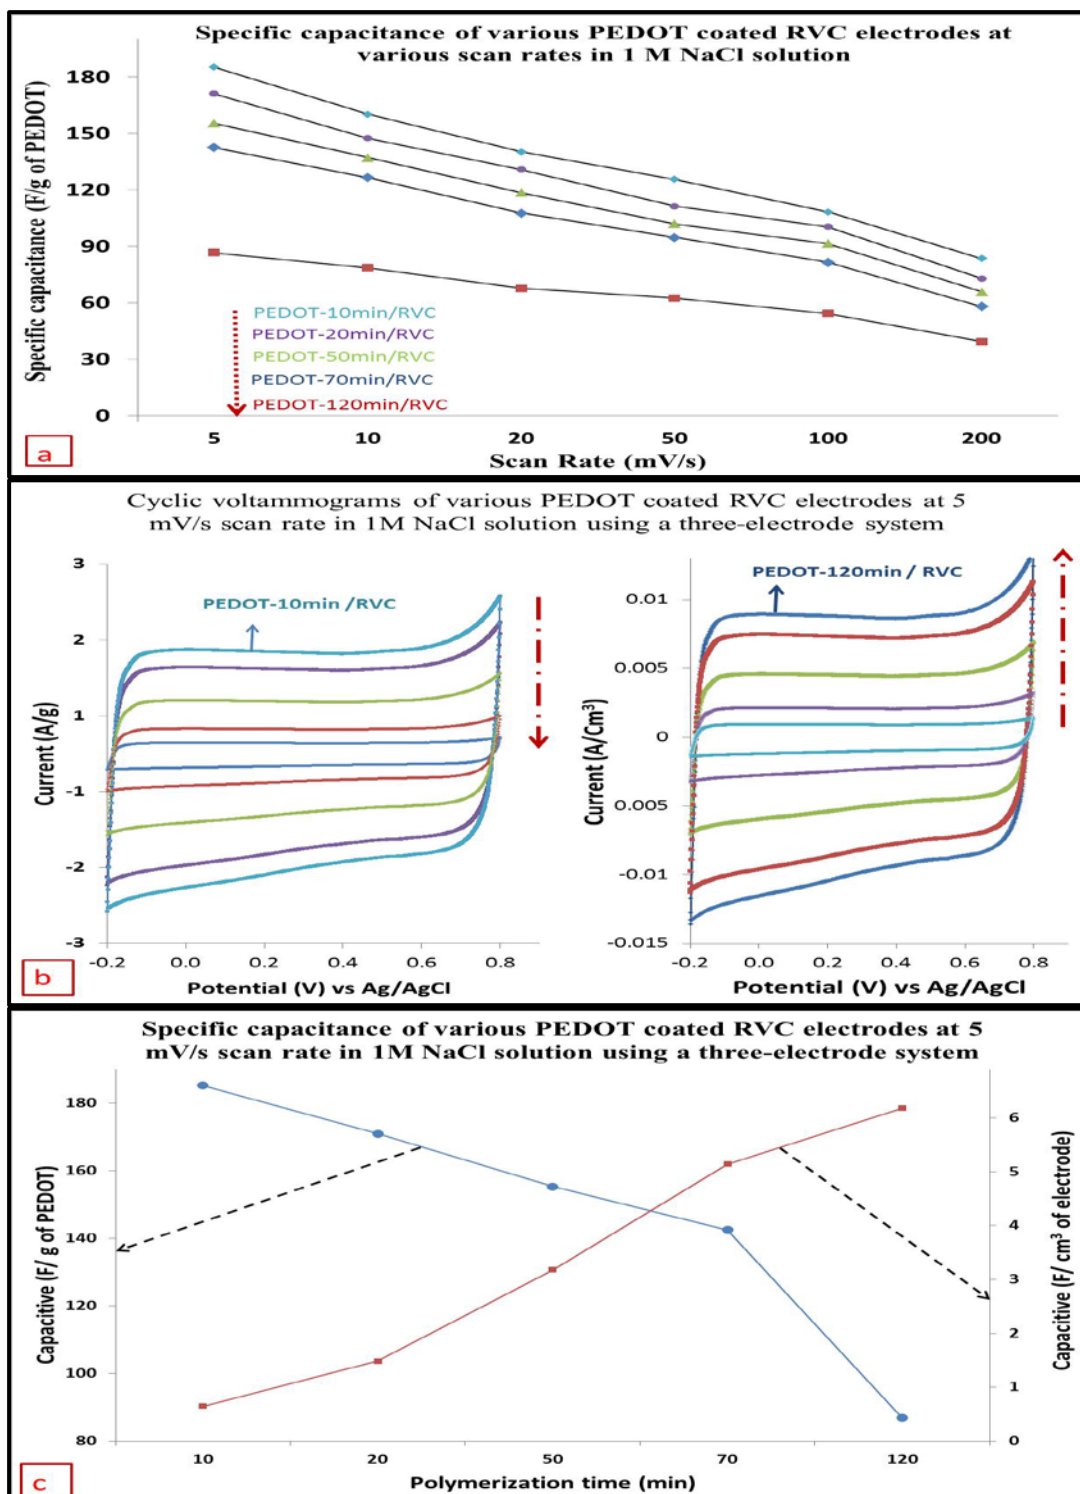 Specific capacitance of various PEDOT coated RVC electrodes at
various scan rates in 1 M NaCl solution
Specific capacitance (F/g of PEDOT)
180
150
120
90
60
30
0
PEDOT-10min/RVC
PEDOT-20min/RVC
PEDOT-50min/RVC
PEDOT-70min/RVC
PEDOT-120min/RVC
5 10 20 50 100 200
Scan Rate (mV/s)
a
Cyclic voltammograms of various PEDOT coated RVC electrodes at 5
mV/s scan rate in 1M NaCl solution using a three-electrode system
Current (A/g)
3
2
1
-1
-2
-3
PEDOT-10min /RVC
-0.2 0.0 0.2 0.4 0.6 0.8
Potential (V) vs Ag/AgCl
Current (A/Cm³)
0.01
0.005
0
0.005
-0.01
-0.015
PEDOT-120min / RVC
-0.2 0 0.2 0.4 0.6 0.8
Potential (V) vs Ag/AgCl
b
Specific capacitance of various PEDOT coated RVC electrodes at 5
mV/s scan rate in 1M NaCl solution using a three-electrode system
Capacitive (F/ g of PEDOT)
180
160
140
120
100
80
Capacitive (F/ cm³ of electrode)
6
5
4
3
2
1
0
10 20 50 70 120
Polymerization time (min)
c